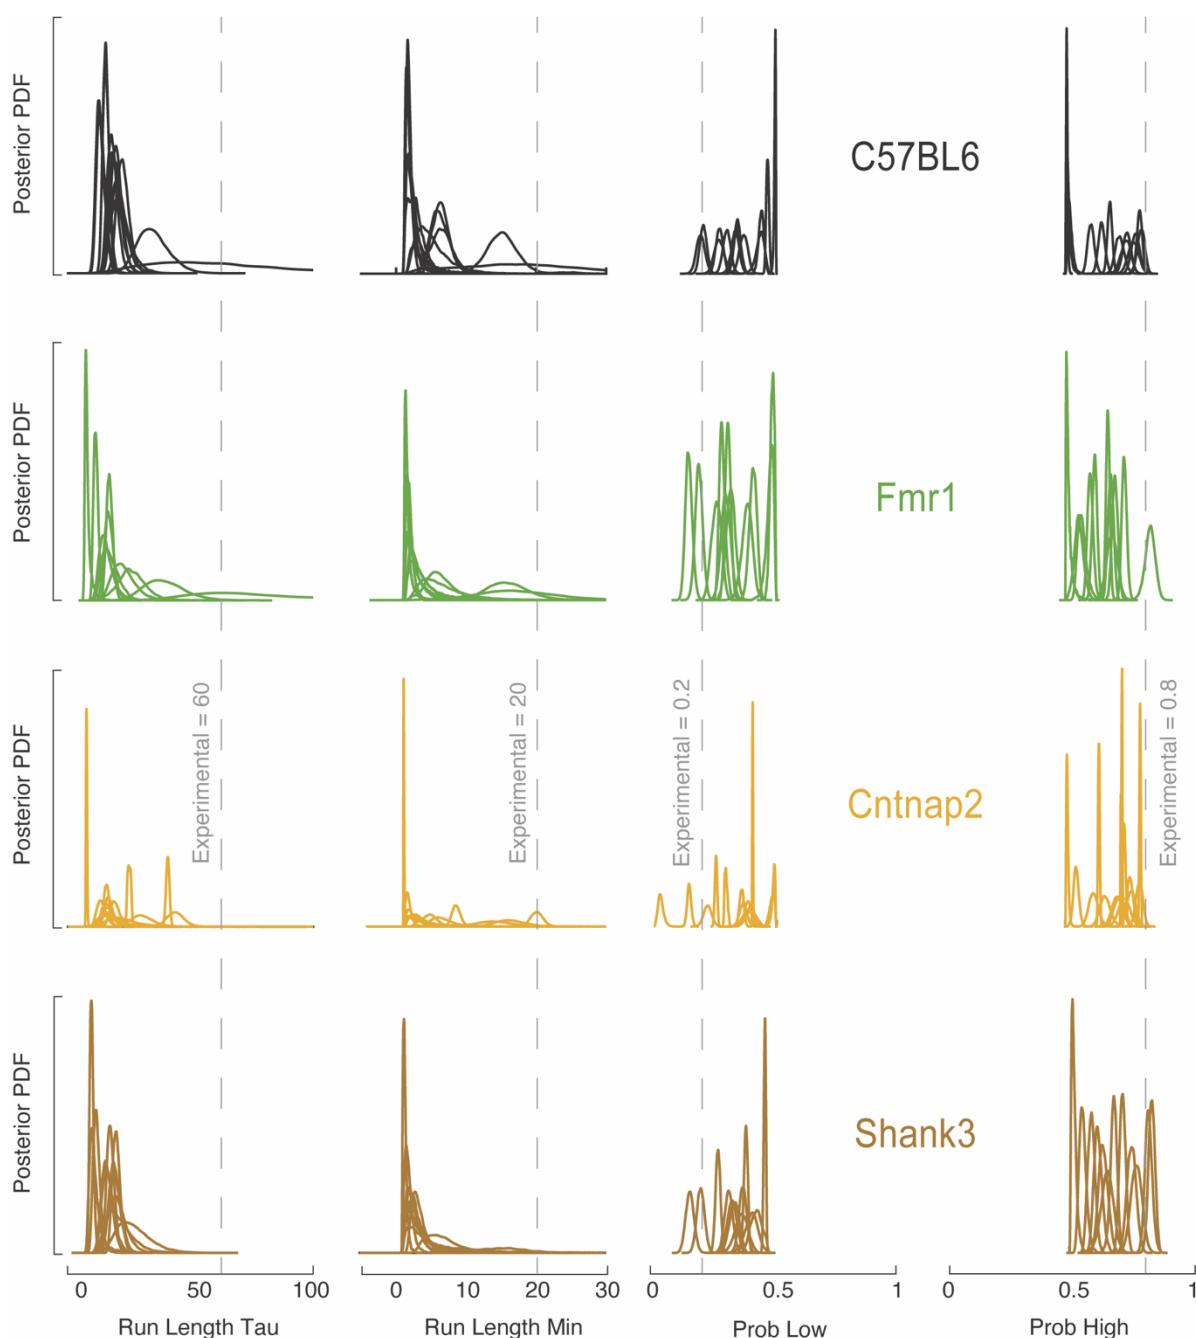 Posterior PDF
C57BL6
Posterior PDF
Fmr1
Posterior PDF
Experimental = 60
Experimental = 20
Experimental = 0.2
Cntnap2
Experimental = 0.8
Posterior PDF
Shank3
0 50 100
0 10 20 30
0 0.5 1
0 0.5 1
Run Length Tau
Run Length Min
Prob Low
Prob High